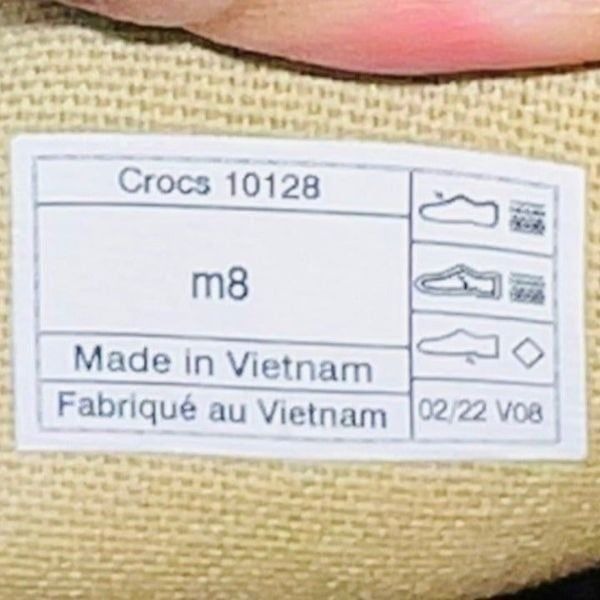 Crocs 10128
m8
Made in Vietnam
Fabriqué au Vietnam
02/22 V08